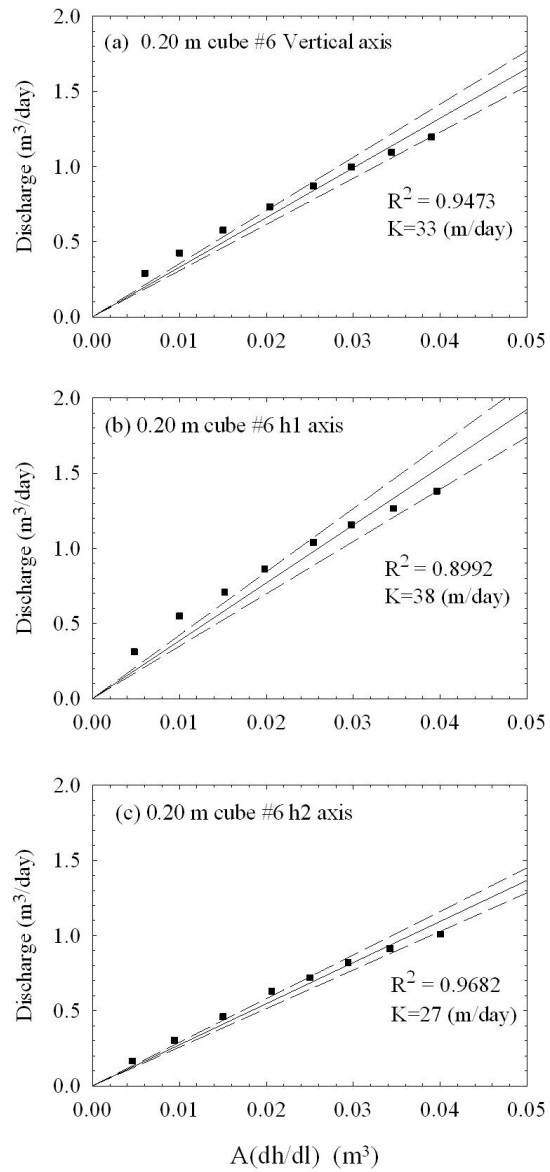 (a) 0.20 m cube #6 Vertical axis
Discharge (m³/day)
2.0
1.5
1.0
0.5
0.0
R² = 0.9473
K=33 (m/day)
0.00 0.01 0.02 0.03 0.04 0.05
(b) 0.20 m cube #6 h1 axis
Discharge (m³/day)
2.0
1.5
1.0
0.5
0.0
R² = 0.8992
K=38 (m/day)
0.00 0.01 0.02 0.03 0.04 0.05
(c) 0.20 m cube #6 h2 axis
Discharge (m³/day)
2.0
1.5
1.0
0.5
0.0
R² = 0.9682
K=27 (m/day)
0.00 0.01 0.02 0.03 0.04 0.05
A(dh/dl) (m³)